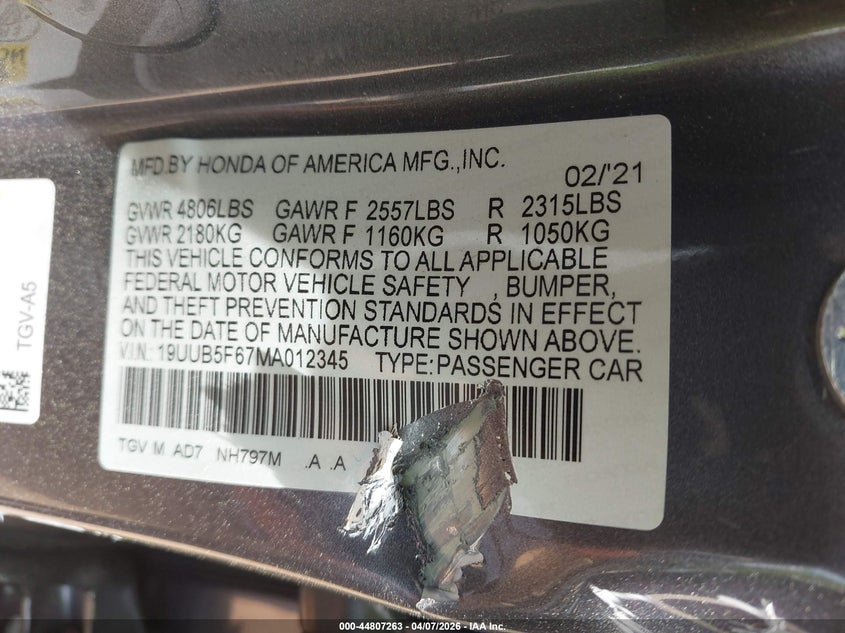 MFD.BY HONDA OF AMERICA MFG.,INC.
02/'21
GVWR 4806LBS GAWR F 2557LBS R 2315LBS
GVWR 2180KG GAWR F 1160KG R 1050KG
THIS VEHICLE CONFORMS TO ALL APPLICABLE
FEDERAL MOTOR VEHICLE SAFETY , BUMPER,
AND THEFT PREVENTION STANDARDS IN EFFECT
ON THE DATE OF MANUFACTURE SHOWN ABOVE.
V.I.N.: 19UUB5F67MA012345 TYPE:PASSENGER CAR
TGV M AD7 NH797M .A .A
TGV-A5
000-44807263 - 04/07/2026 - IAA Inc.